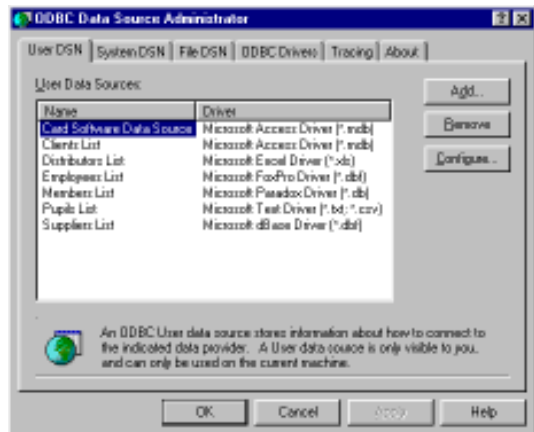 ODBC Data Source Administrator
User DSN System DSN File DSN ODBC Drivers Tracing About
User Data Sources:
Add...
Name Driver
Card Software Data Source Microsoft Access Driver (*.mdb)
Remove
Clients List Microsoft Access Driver (*.mdb)
Distributors List Microsoft Excel Driver (*.xls)
Configure...
Employees List Microsoft FoxPro Driver (*.dbf)
Members List Microsoft Paradox Driver (*.db)
Pupils List Microsoft Text Driver (*.txt; *.csv)
Suppliers List Microsoft dBase Driver (*.dbf)
An ODBC User data source stores information about how to connect to
the indicated data provider. A User data source is only visible to you,
and can only be used on the current machine.
OK Cancel Apply Help